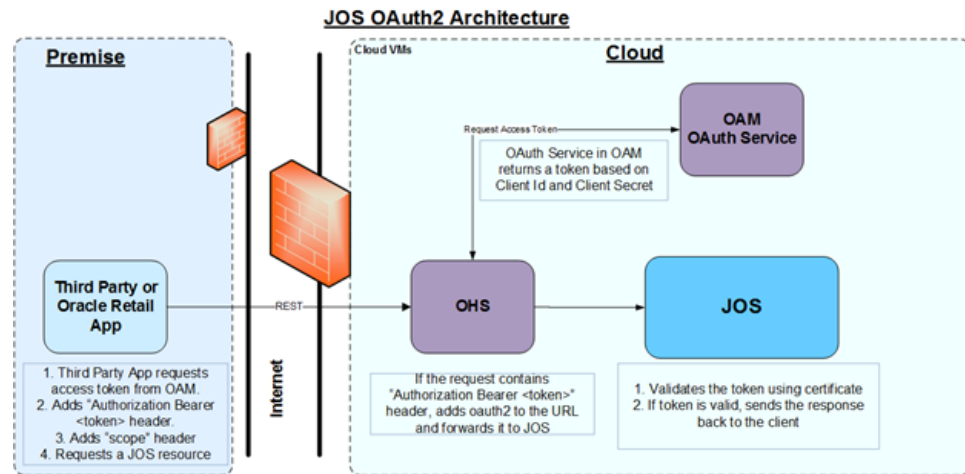 JOS OAuth2 Architecture
Premise
Cloud VMs
Cloud
OAM
OAuth Service
Request Access Token
OAuth Service in OAM
returns a token based on
Client Id and Client Secret
Third Party or
Oracle Retail
App
REST
OHS
JOS
Internet
1. Third Party App requests
access token from OAM.
2. Adds "Authorization Bearer
<token> header.
3. Adds "scope" header
4. Requests a JOS resource
If the request contains
"Authorization Bearer <token>"
header, adds oauth2 to the URL
and forwards it to JOS
1. Validates the token using certificate
2. If token is valid, sends the response
back to the client